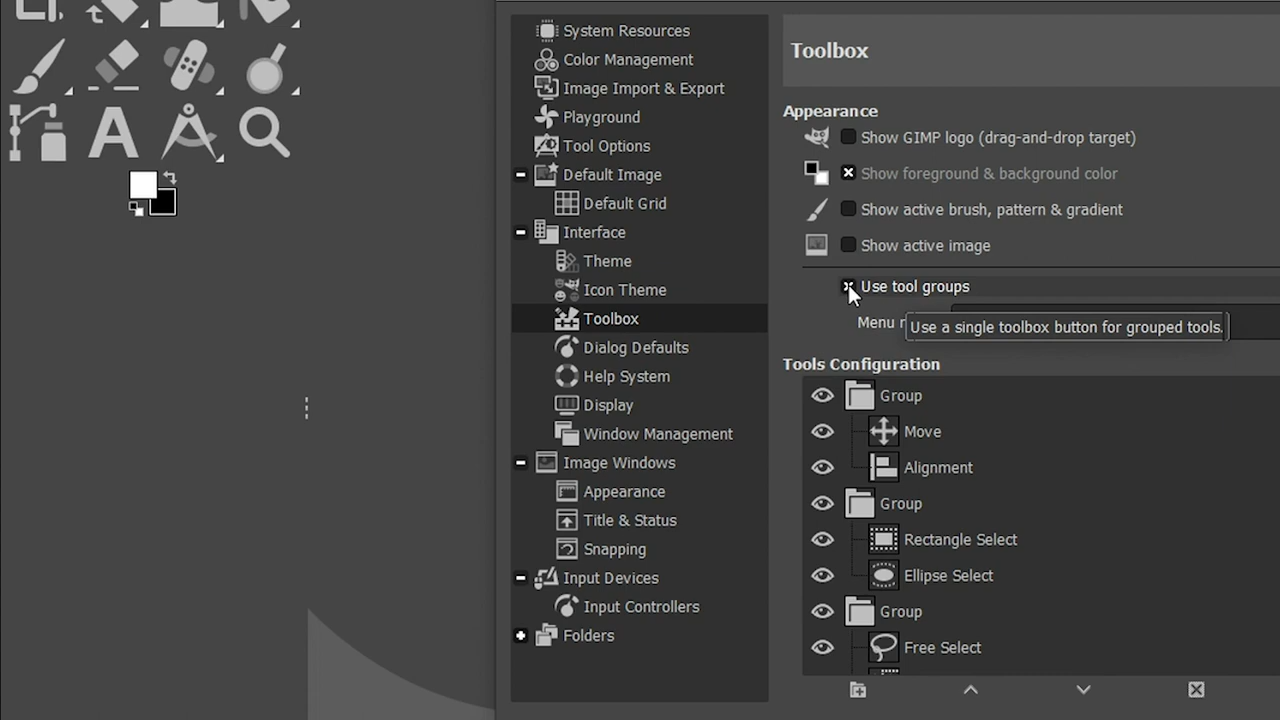 System Resources
Color Management
Image Import & Export
Playground
Tool Options
Default Image
Default Grid
Interface
Theme
Icon Theme
Toolbox
Dialog Defaults
Help System
Display
Window Management
Image Windows
Appearance
Title & Status
Snapping
Input Devices
Input Controllers
Folders
Toolbox
Appearance
Show GIMP logo (drag-and-drop target)
Show foreground & background color
Show active brush, pattern & gradient
Show active image
Use tool groups
Menu
Use a single toolbox button for grouped tools.
Tools Configuration
Group
Move
Alignment
Group
Rectangle Select
Ellipse Select
Group
Free Select